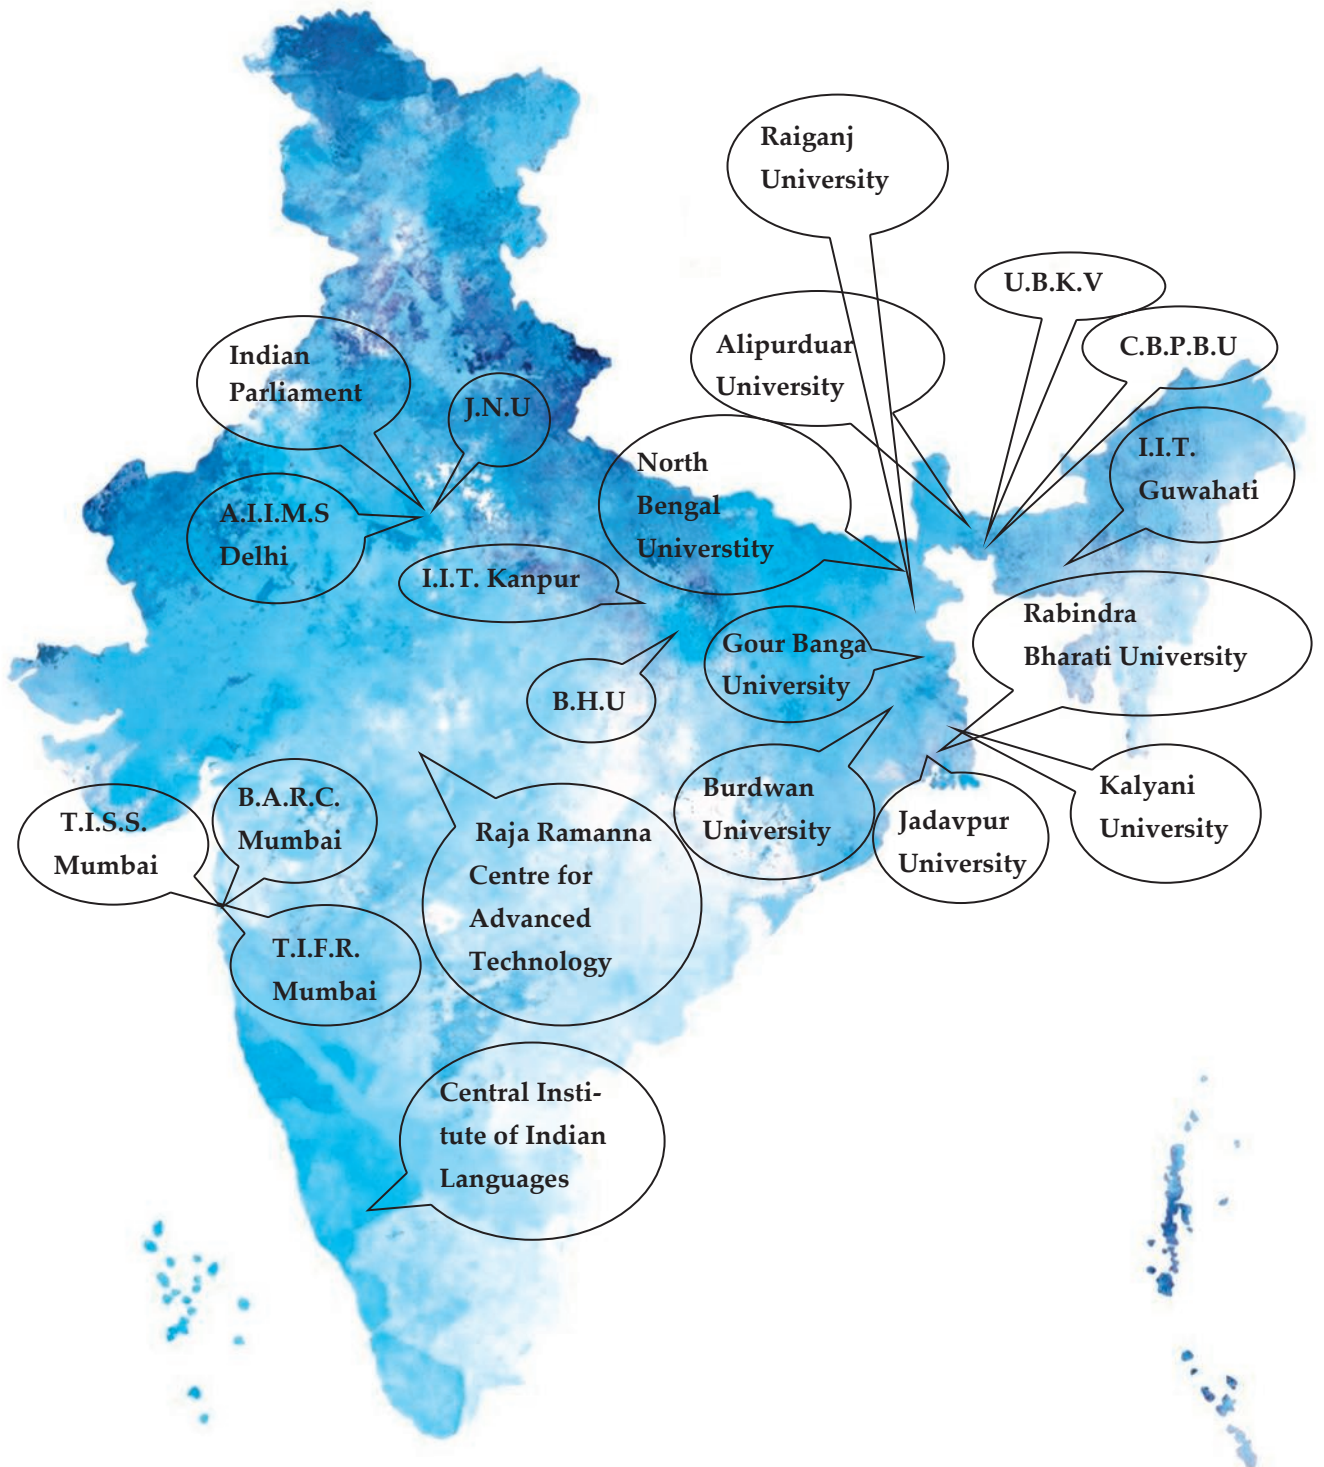 Raiganj
University
U.B.K.V
Alipurduar
University
C.B.P.B.U
Indian
Parliament
J.N.U
North
Bengal
Universtity
I.I.T.
Guwahati
A.I.I.M.S
Delhi
I.I.T. Kanpur
Rabindra
Bharati University
Gour Banga
University
B.H.U
Burdwan
University
Kalyani
University
Jadavpur
University
B.A.R.C.
Mumbai
T.I.S.S.
Mumbai
Raja Ramanna
Centre for
Advanced
Technology
T.I.F.R.
Mumbai
Central Insti-
tute of Indian
Languages